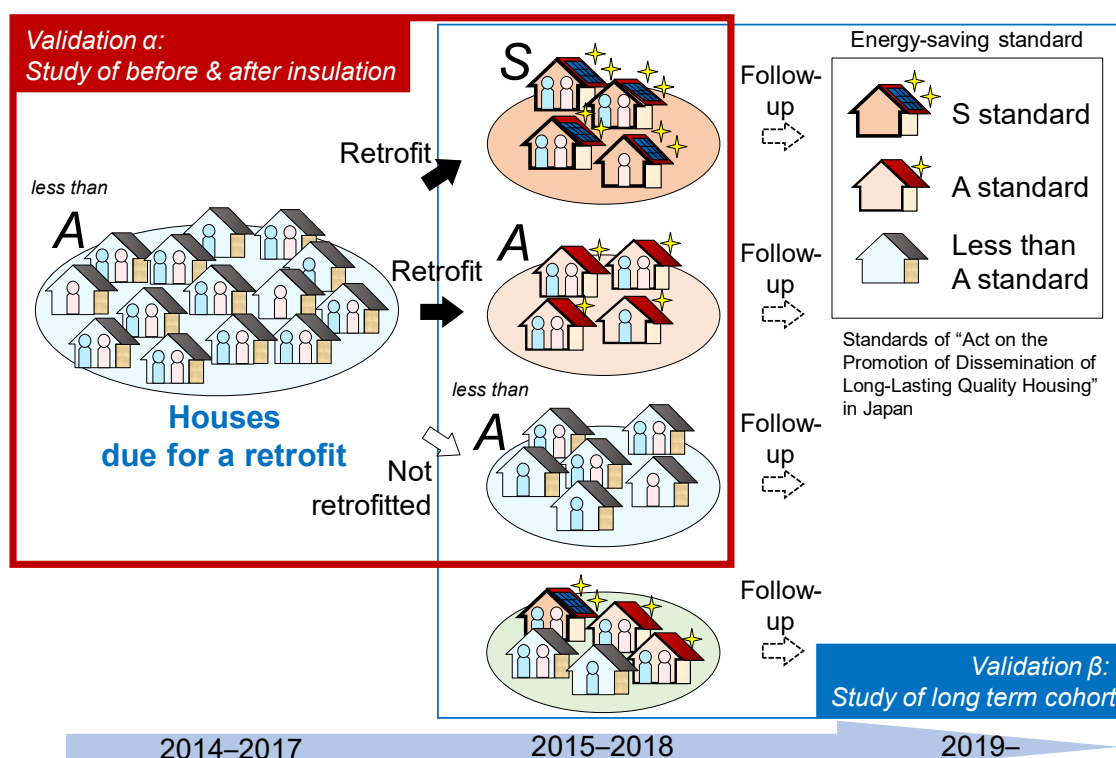 Validation α:
Study of before & after insulation
less than
A
Houses
due for a retrofit
Retrofit
Retrofit
Not
retrofitted
S
A
less than
A
Follow-
up
Follow-
up
Follow-
up
Follow-
up
Energy-saving standard
S standard
A standard
Less than
A standard
Standards of “Act on the
Promotion of Dissemination of
Long-Lasting Quality Housing”
in Japan
Validation β:
Study of long term cohort
2014–2017
2015–2018
2019–